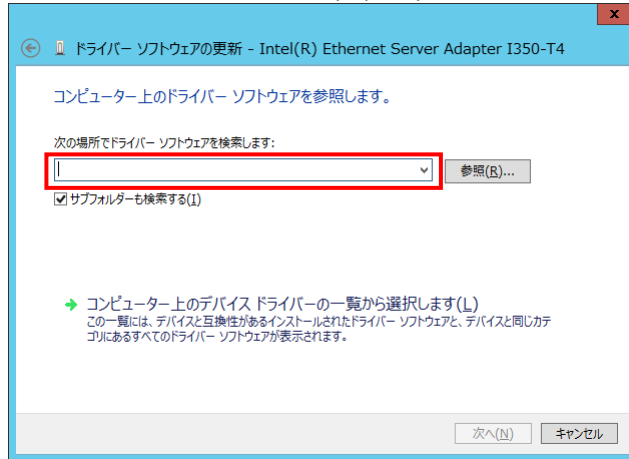 x
ドライバー ソフトウェアの更新 - Intel(R) Ethernet Server Adapter I350-T4
コンピューター上のドライバー ソフトウェアを参照します。
次の場所でドライバー ソフトウェアを検索します:
参照(R)...
サブフォルダーも検索する(I)
コンピューター上のデバイス ドライバーの一覧から選択します(L)
この一覧には、デバイスと互換性があるインストールされたドライバー ソフトウェアと、デバイスと同じカテ
ゴリにあるすべてのドライバー ソフトウェアが表示されます。
次へ(N)
キャンセル